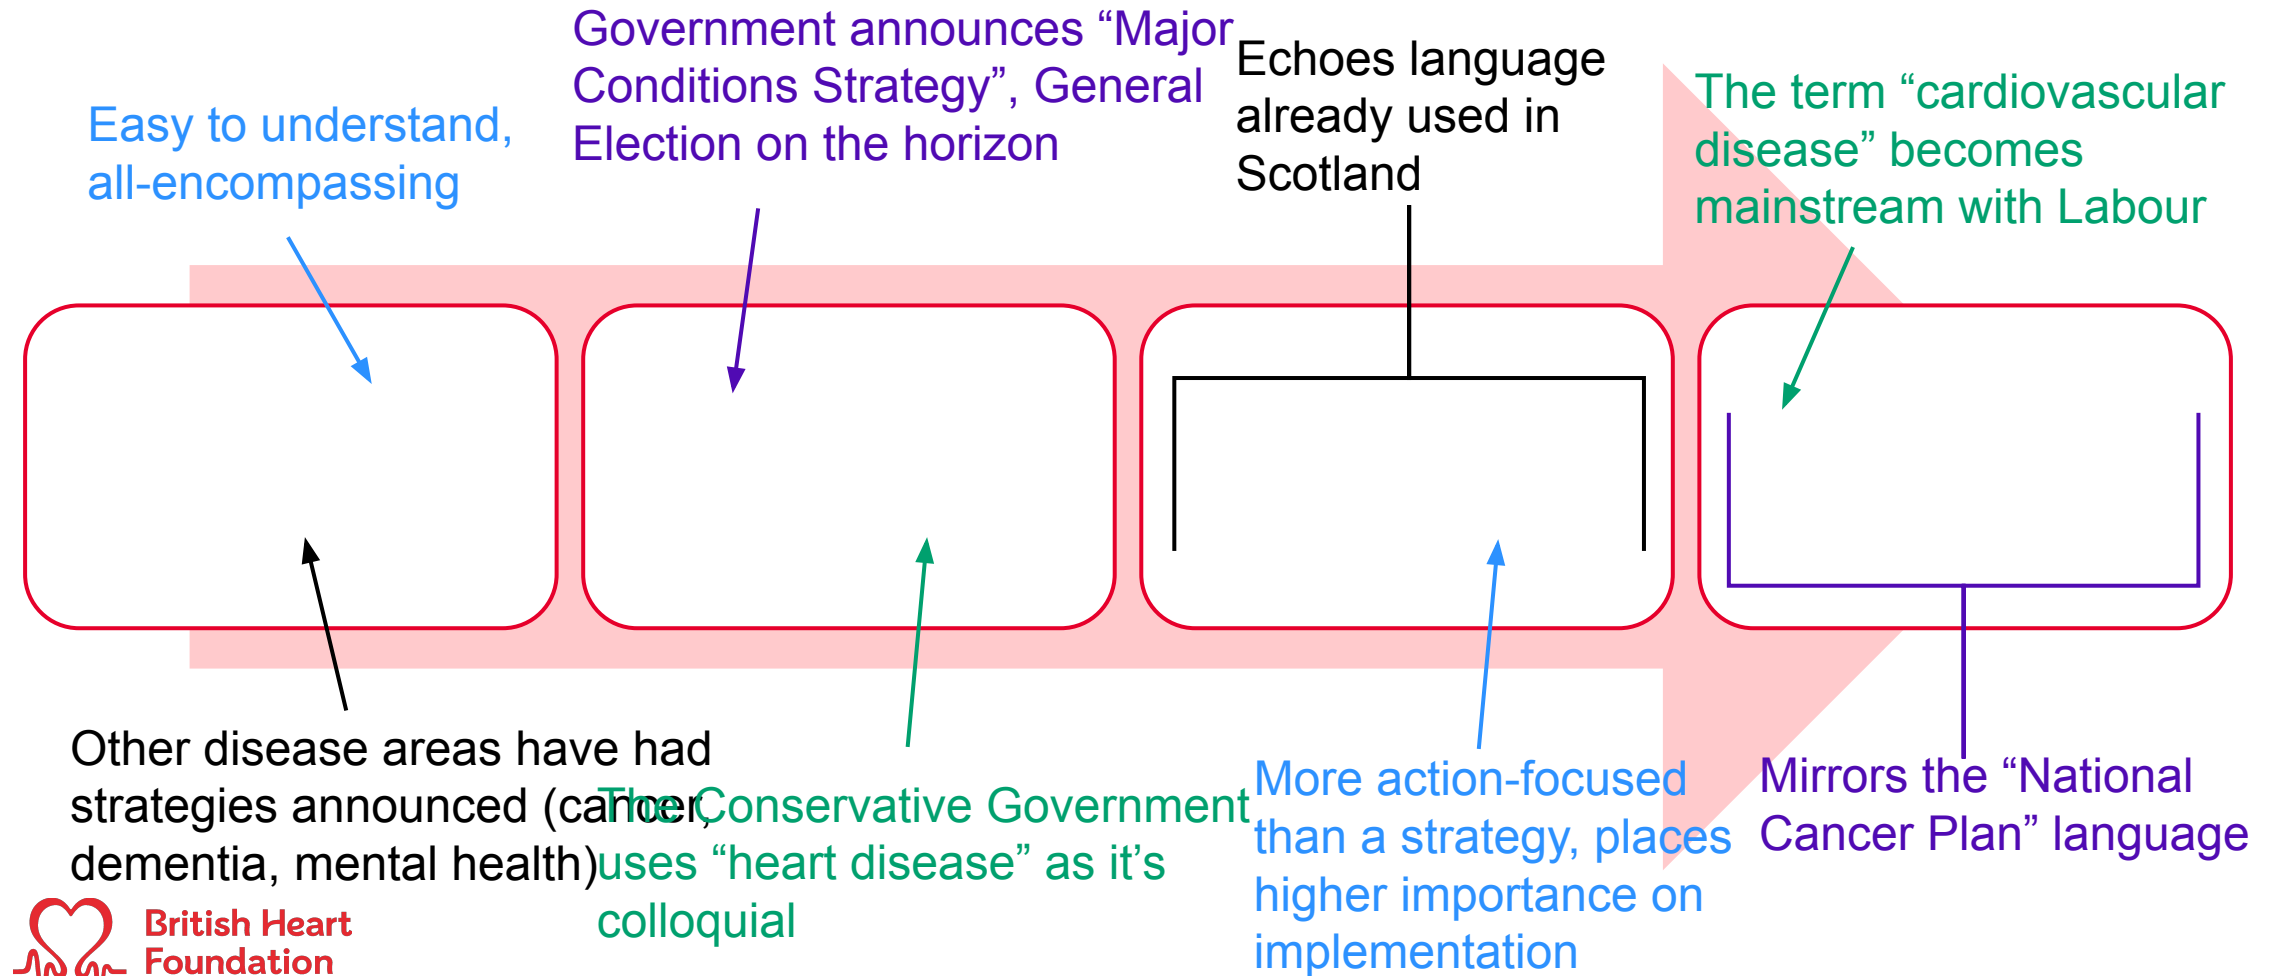 Easy to understand,
all-encompassing
Government announces “Major
Conditions Strategy”, General
Election on the horizon
Echoes language
already used in
Scotland
The term “cardiovascular
disease” becomes
mainstream with Labour
Other disease areas have had
strategies announced (cancer,
dementia, mental health)
The Conservative Government
uses “heart disease” as it’s
colloquial
More action-focused
than a strategy, places
higher importance on
implementation
Mirrors the “National
Cancer Plan” language
British Heart
Foundation